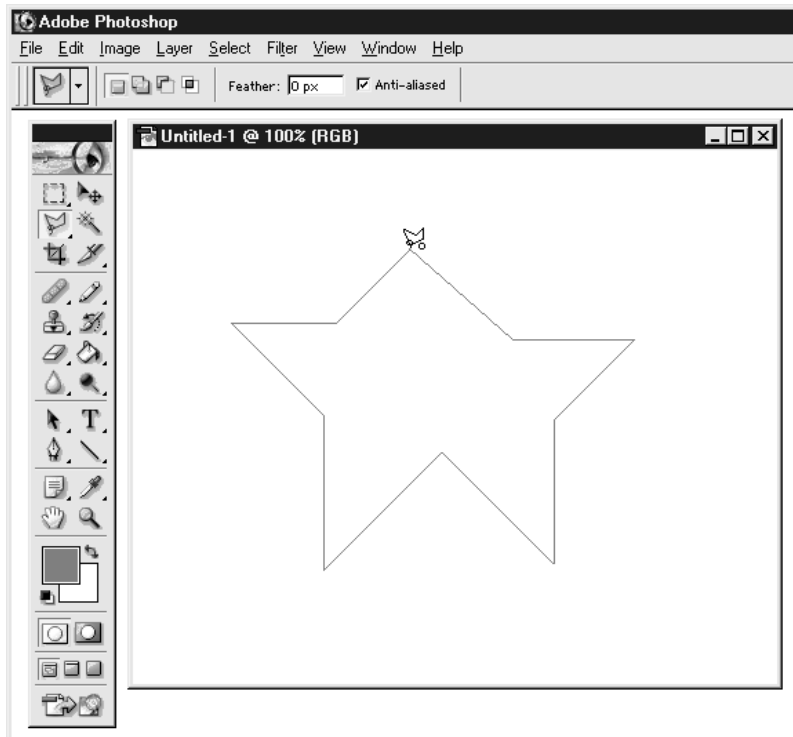 Adobe Photoshop
File Edit Image Layer Select Filter View Window Help
Feather: 0 px Anti-aliased
Untitled-1 @ 100% (RGB)
T